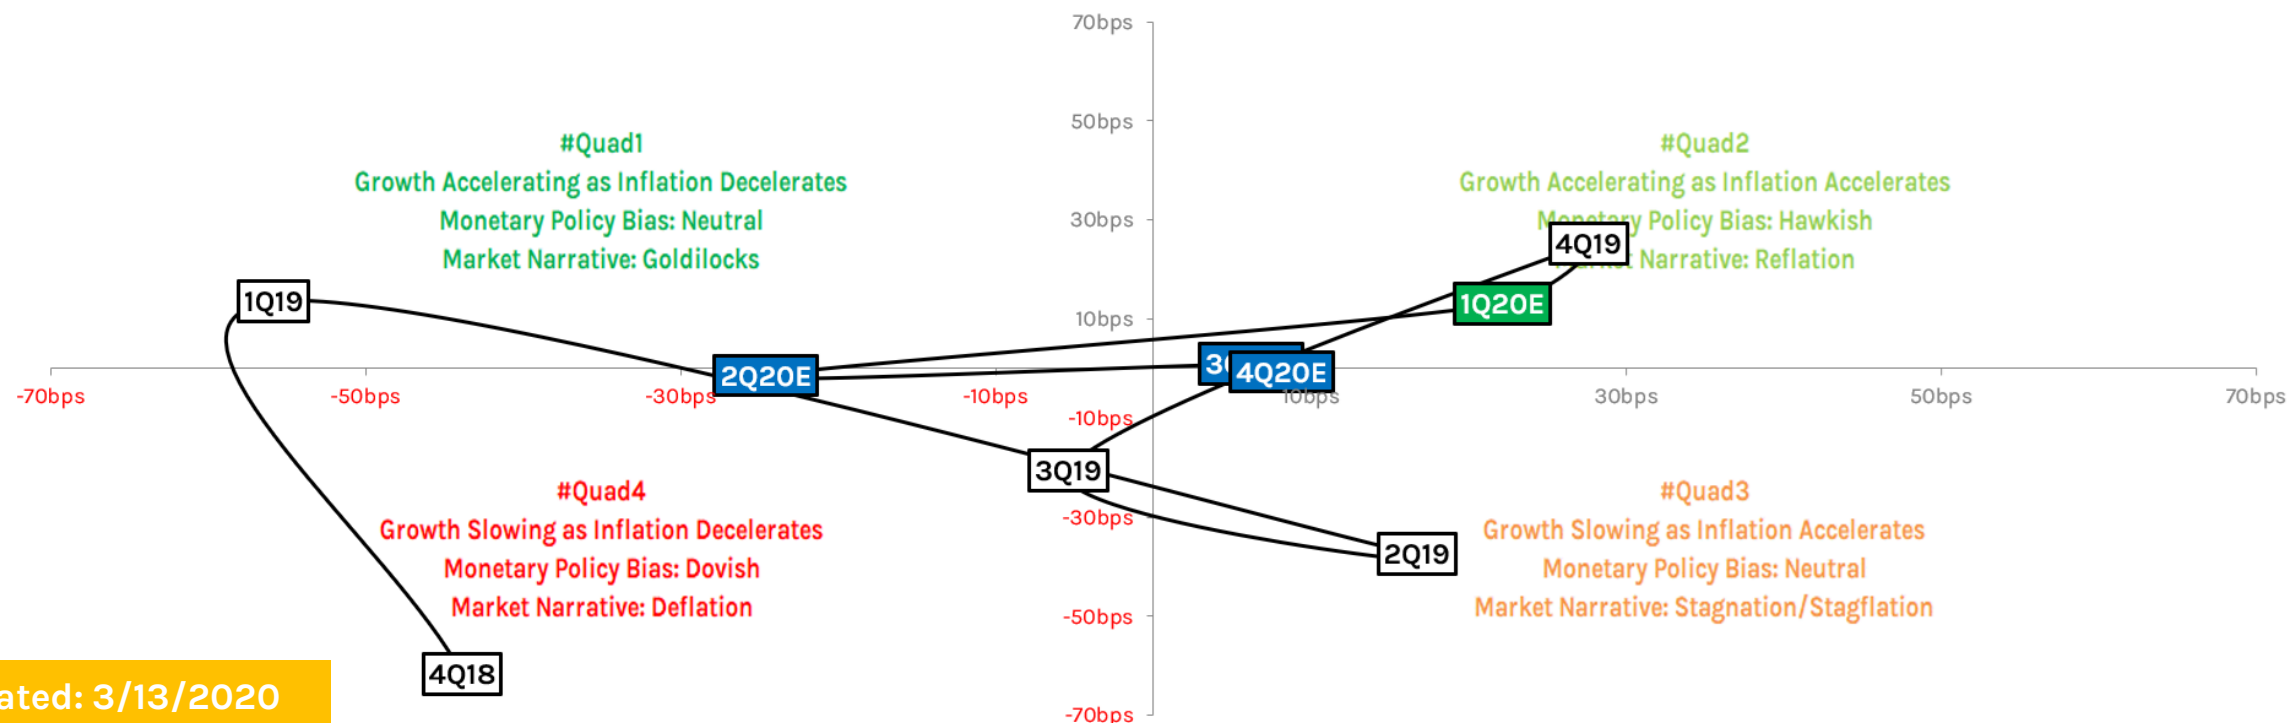 70bps
50bps
#Quad1
Growth Accelerating as Inflation Decelerates
Monetary Policy Bias: Neutral
Market Narrative: Goldilocks
#Quad2
Growth Accelerating as Inflation Accelerates
Policy Bias: Hawkish
Narrative: Reflation
30bps
4Q19
1Q19
1Q20E
10bps
2Q20E
4Q20E
-70bps
-50bps
-30bps
-10bps
10bps
30bps
50bps
70bps
-10bps
3Q19
#Quad4
Growth Slowing as Inflation Decelerates
Monetary Policy Bias: Dovish
Market Narrative: Deflation
#Quad3
Growth Slowing as Inflation Accelerates
Monetary Policy Bias: Neutral
Market Narrative: Stagnation/Stagflation
-30bps
2Q19
-50bps
4Q18
ated: 3/13/2020
-70bps